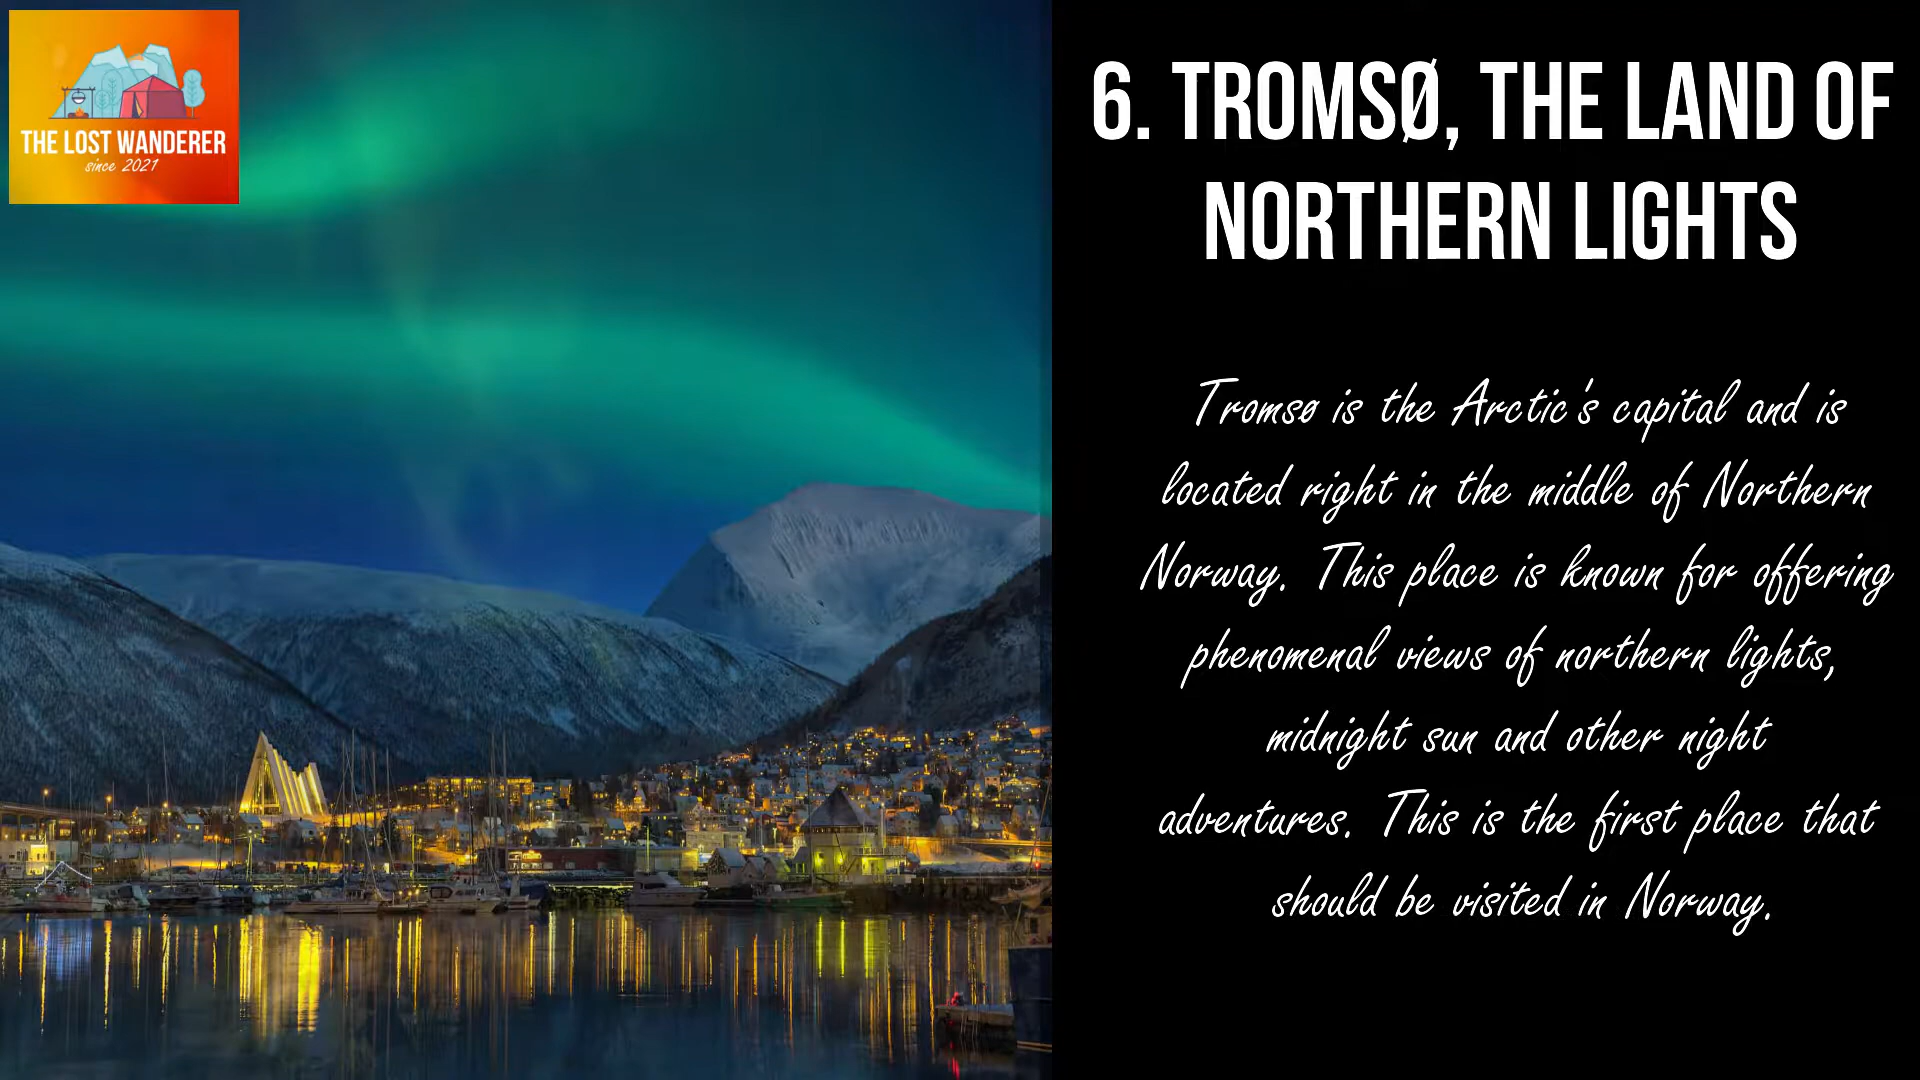 THE LOST WANDERER
since 2021
6. TROMSØ, THE LAND OF
NORTHERN LIGHTS
Tromsø is the Arctic's capital and is
located right in the middle of Northern
Norway. This place is known for offering
phenomenal views of northern lights,
midnight sun and other night
adventures. This is the first place that
should be visited in Norway.